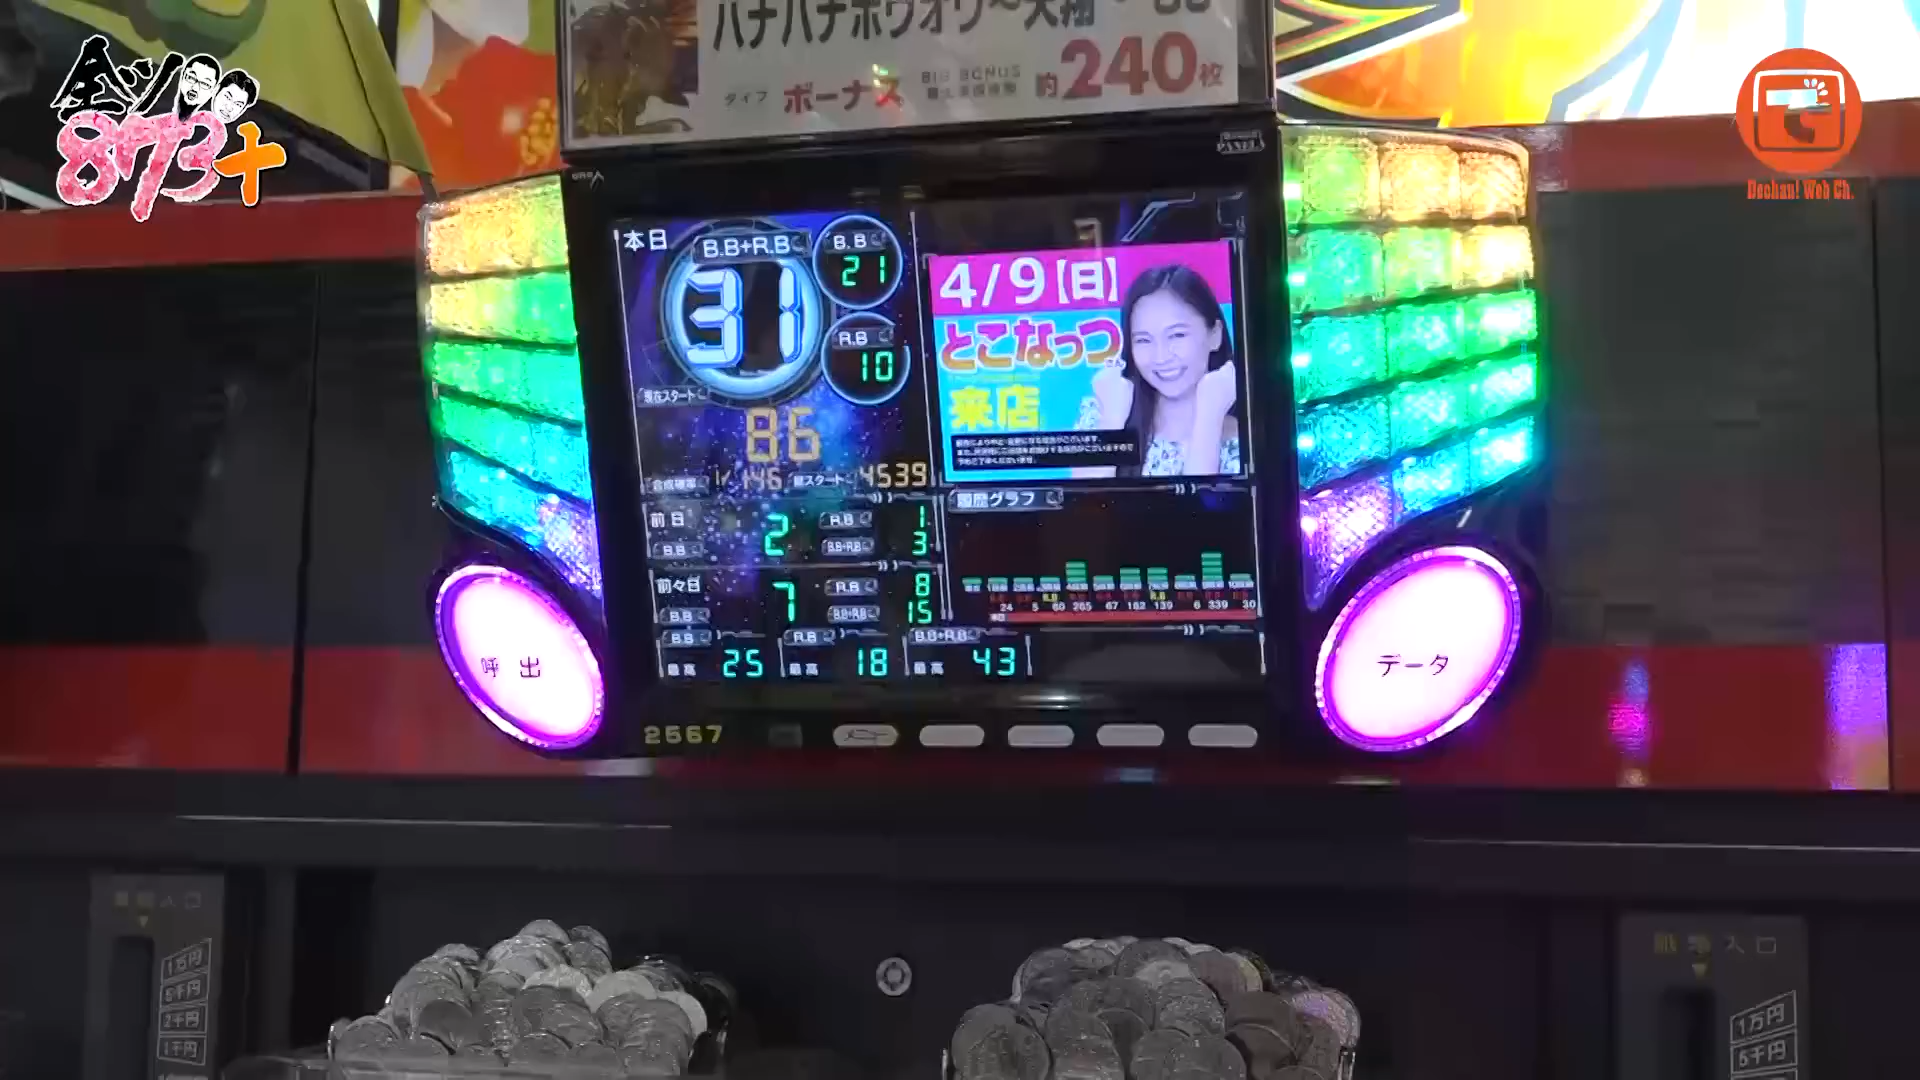 全ツ
873+
Dechan! Web Ch.
ハナハナホウオウ~天翔
タイプ ボーナス BIG BONUS 約240枚
本日
B.B+R.B
31
B.B
21
R.B
10
現在スタート
86
合成確率 1/146 総スタート 4539
前日 B.B 2 R.B 1
B.B+R.B 3
前々日 B.B 7 R.B 8
B.B+R.B 15
B.B 最高 25 R.B 最高 18 B.B+R.B 最高 43
4/9【日】
とこなっつ
さん
来店
履歴グラフ
24 5 60 265 67 182 139 6 339 30
呼出
データ
2567
1万円
5千円
2千円
1千円
1万円
5千円